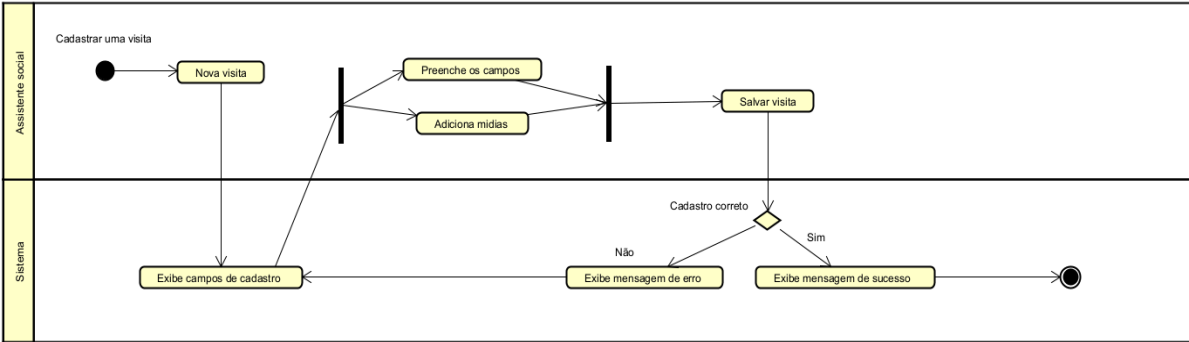 Assistente social
Cadastrar uma visita
Nova visita
Preenche os campos
Adiciona midias
Salvar visita
Sistema
Cadastro correto
Não
Sim
Exibe campos de cadastro
Exibe mensagem de erro
Exibe mensagem de sucesso